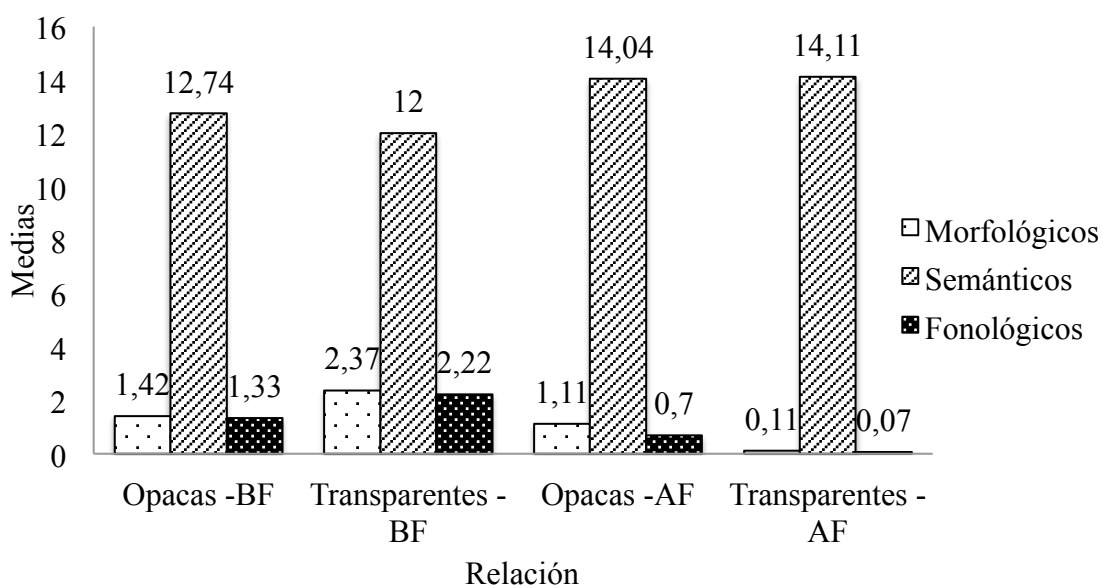 16
14
12
10
8
6
4
2
0
Medias
12,74
12
14,04
14,11
1,42
1,33
2,37
2,22
1,11
0,7
0,11
0,07
Opacas -BF
Transparentes -
BF
Opacas -AF
Transparentes -
AF
Relación
Morfológicos
Semánticos
Fonológicos